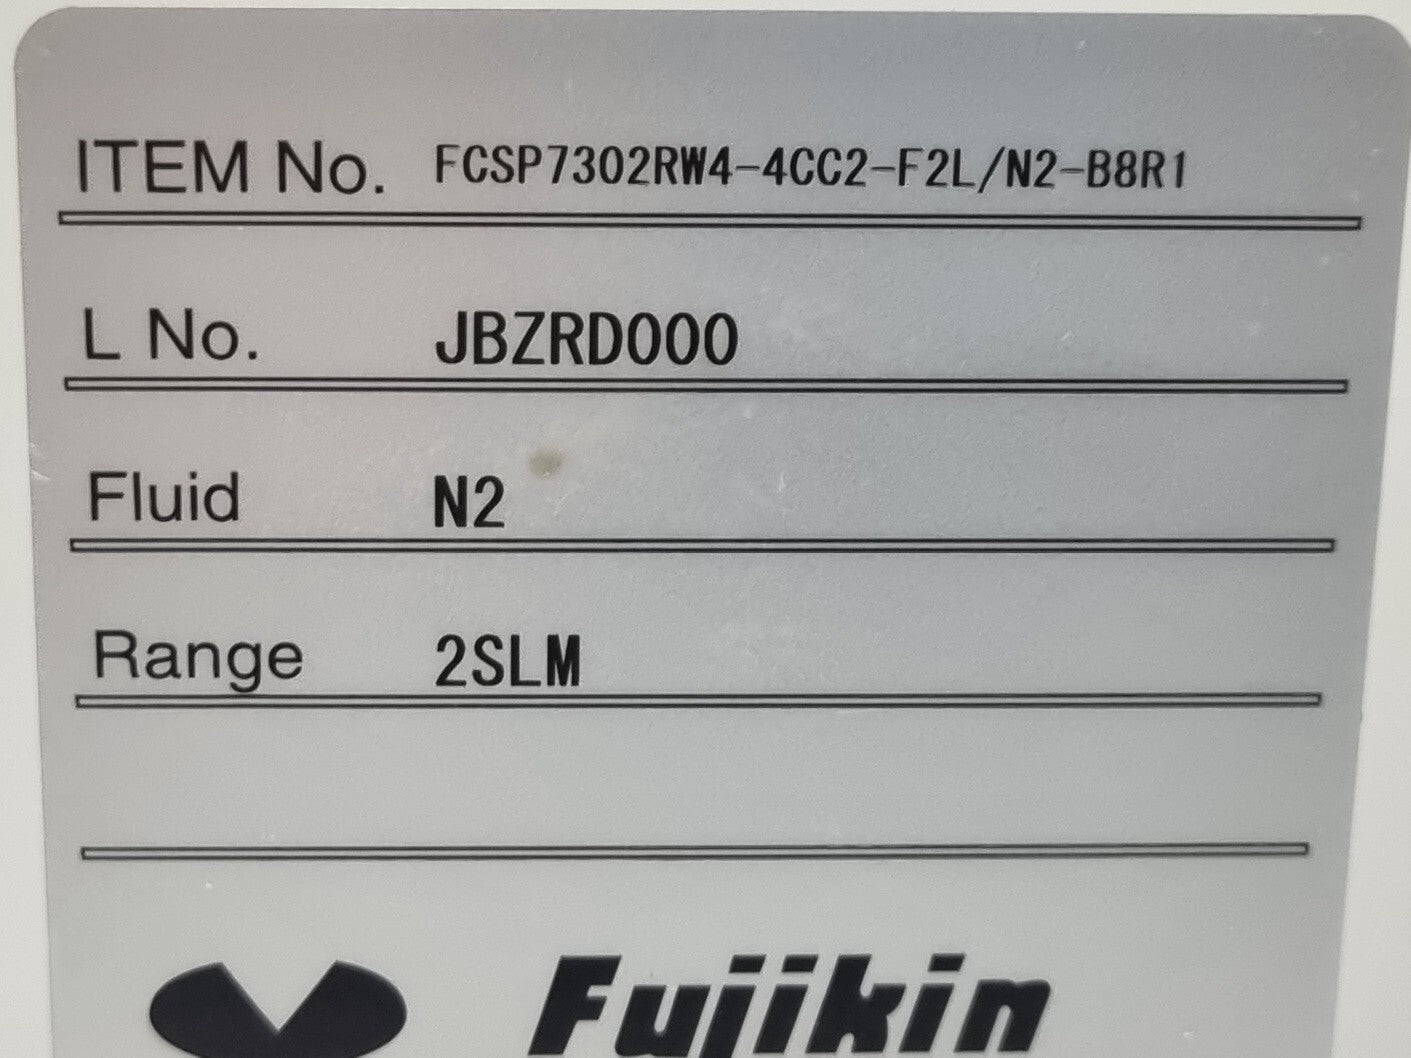 ITEM No. FCSP7302RW4-4CC2-F2L/N2-B8R1
L No. JBZRD000
Fluid N2
Range 2SLM
Fujikin